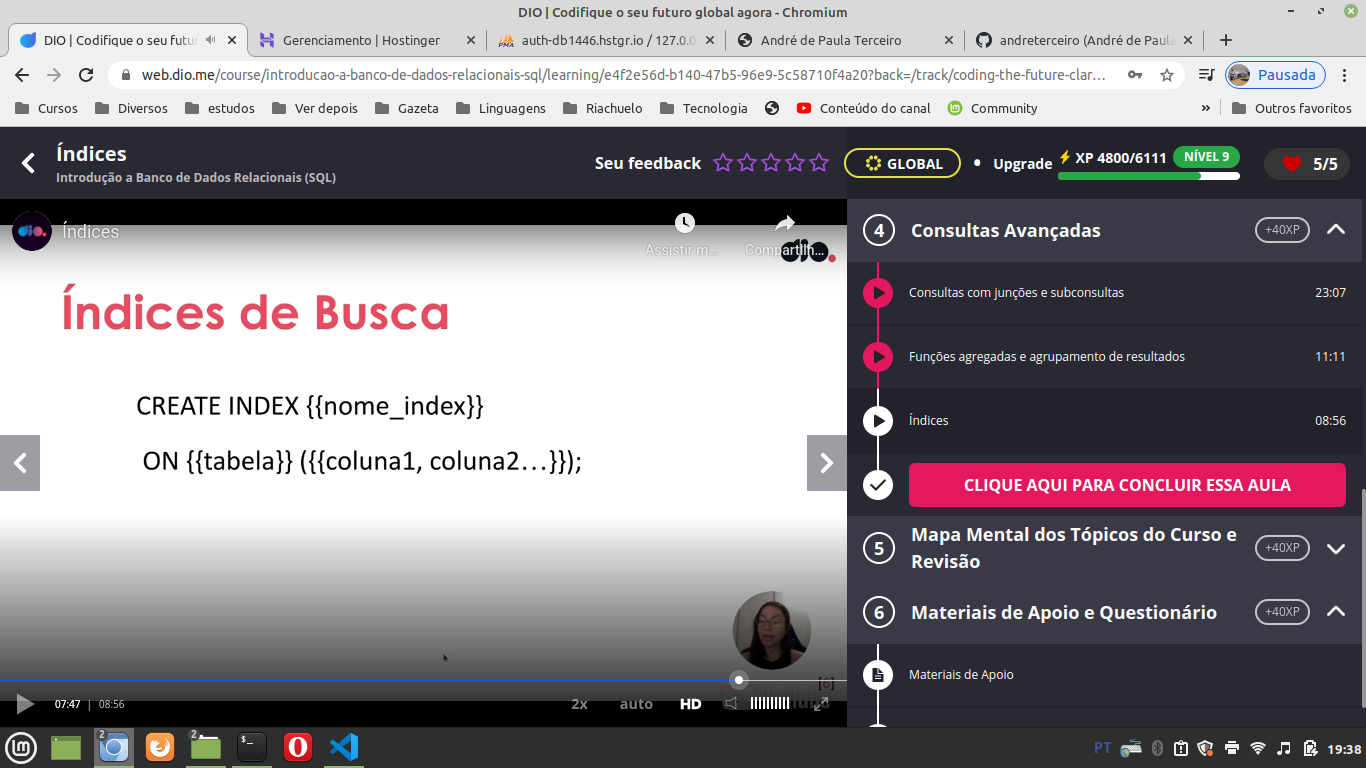 DIO | Codifique o seu futuro global agora - Chromium
DIO | Codifique o seu futu
Gerenciamento | Hostinger
auth-db1446.hstgr.io / 127.0.0
André de Paula Terceiro
andreterceiro (André de Paula
web.dio.me/course/introducao-a-banco-de-dados-relacionais-sql/learning/e4f2e56d-b140-47b5-96e9-5c58710f4a20?back=/track/coding-the-future-clar...
Pausada
Cursos
Diversos
estudos
Ver depois
Gazeta
Linguagens
Riachuelo
Tecnologia
Conteúdo do canal
Community
»
Outros favoritos
Índices
Introdução a Banco de Dados Relacionais (SQL)
Seu feedback
GLOBAL
• Upgrade
XP 4800/6111
NÍVEL 9
5/5
dio.
Índices
Assistir m...
Compartilh...
Índices de Busca
CREATE INDEX {{nome_index}}
ON {{tabela}} ({{coluna1, coluna2…}});
07:47 | 08:56
2x
auto
HD
4
Consultas Avançadas
+40XP
Consultas com junções e subconsultas
23:07
Funções agregadas e agrupamento de resultados
11:11
Índices
08:56
CLIQUE AQUI PARA CONCLUIR ESSA AULA
5
Mapa Mental dos Tópicos do Curso e
Revisão
+40XP
6
Materiais de Apoio e Questionário
+40XP
Materiais de Apoio
2
2
PT
19:38